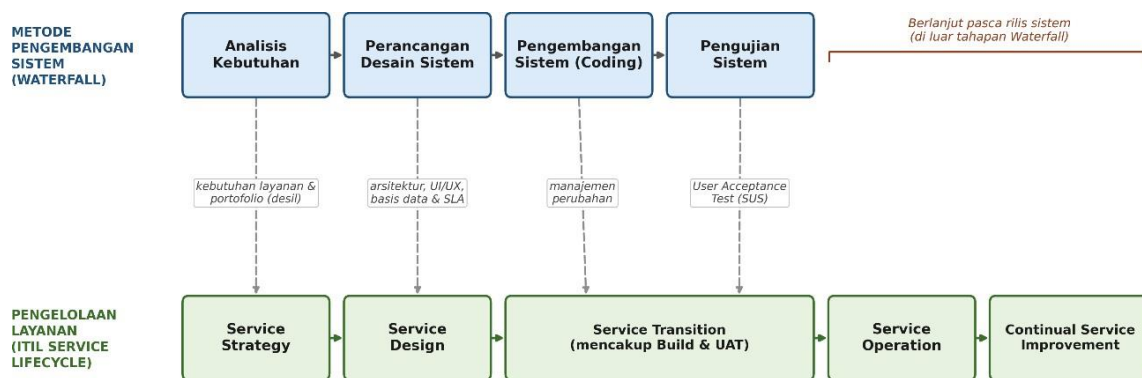 METODE
PENGEMBANGAN
SISTEM
(WATERFALL)
Analisis
Kebutuhan
Perancangan
Desain Sistem
Pengembangan
Sistem (Coding)
Pengujian
Sistem
Berlanjut pasca rilis sistem
(di luar tahapan Waterfall)
kebutuhan layanan &
portofolio (desil)
arsitektur, UI/UX,
basis data & SLA
manajemen
perubahan
User Acceptance
Test (SUS)
PENGELOLAAN
LAYANAN
(ITIL SERVICE
LIFECYCLE)
Service
Strategy
Service
Design
Service Transition
(mencakup Build & UAT)
Service
Operation
Continual Service
Improvement